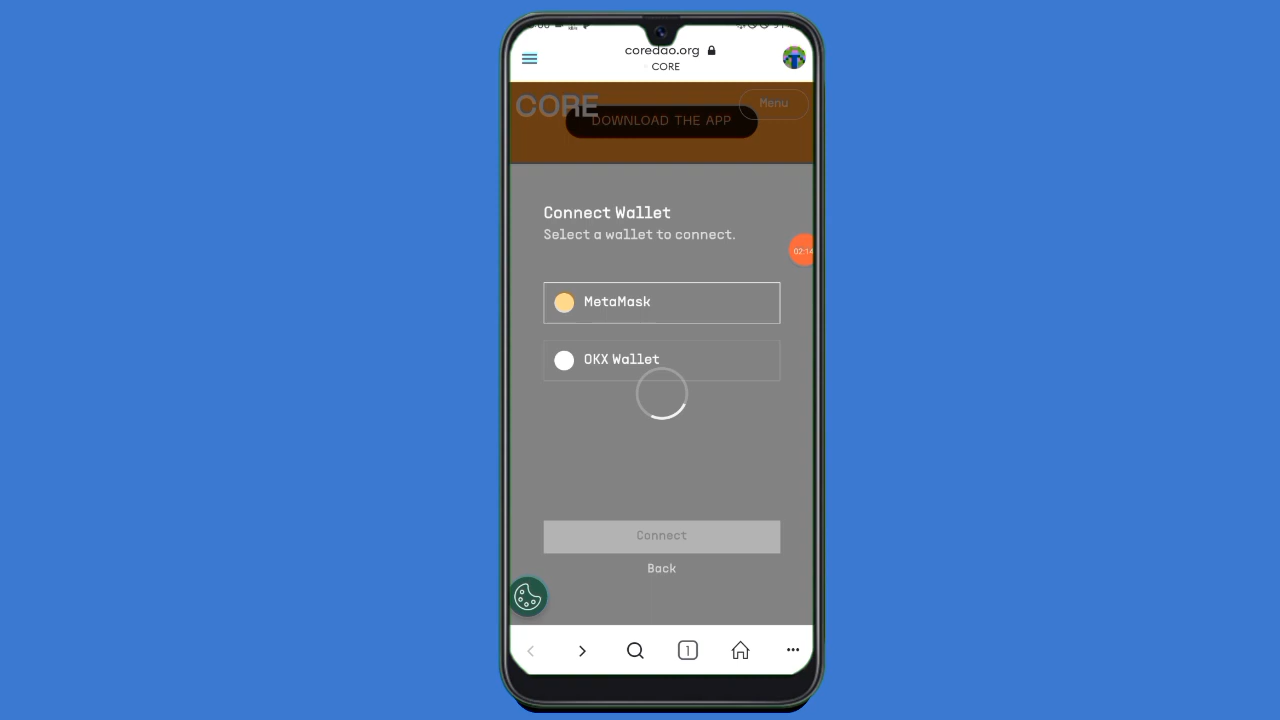 coredao.org
CORE
CORE
Menu
DOWNLOAD THE APP
Connect Wallet
Select a wallet to connect.
02:14
MetaMask
OKX Wallet
Connect
Back
1